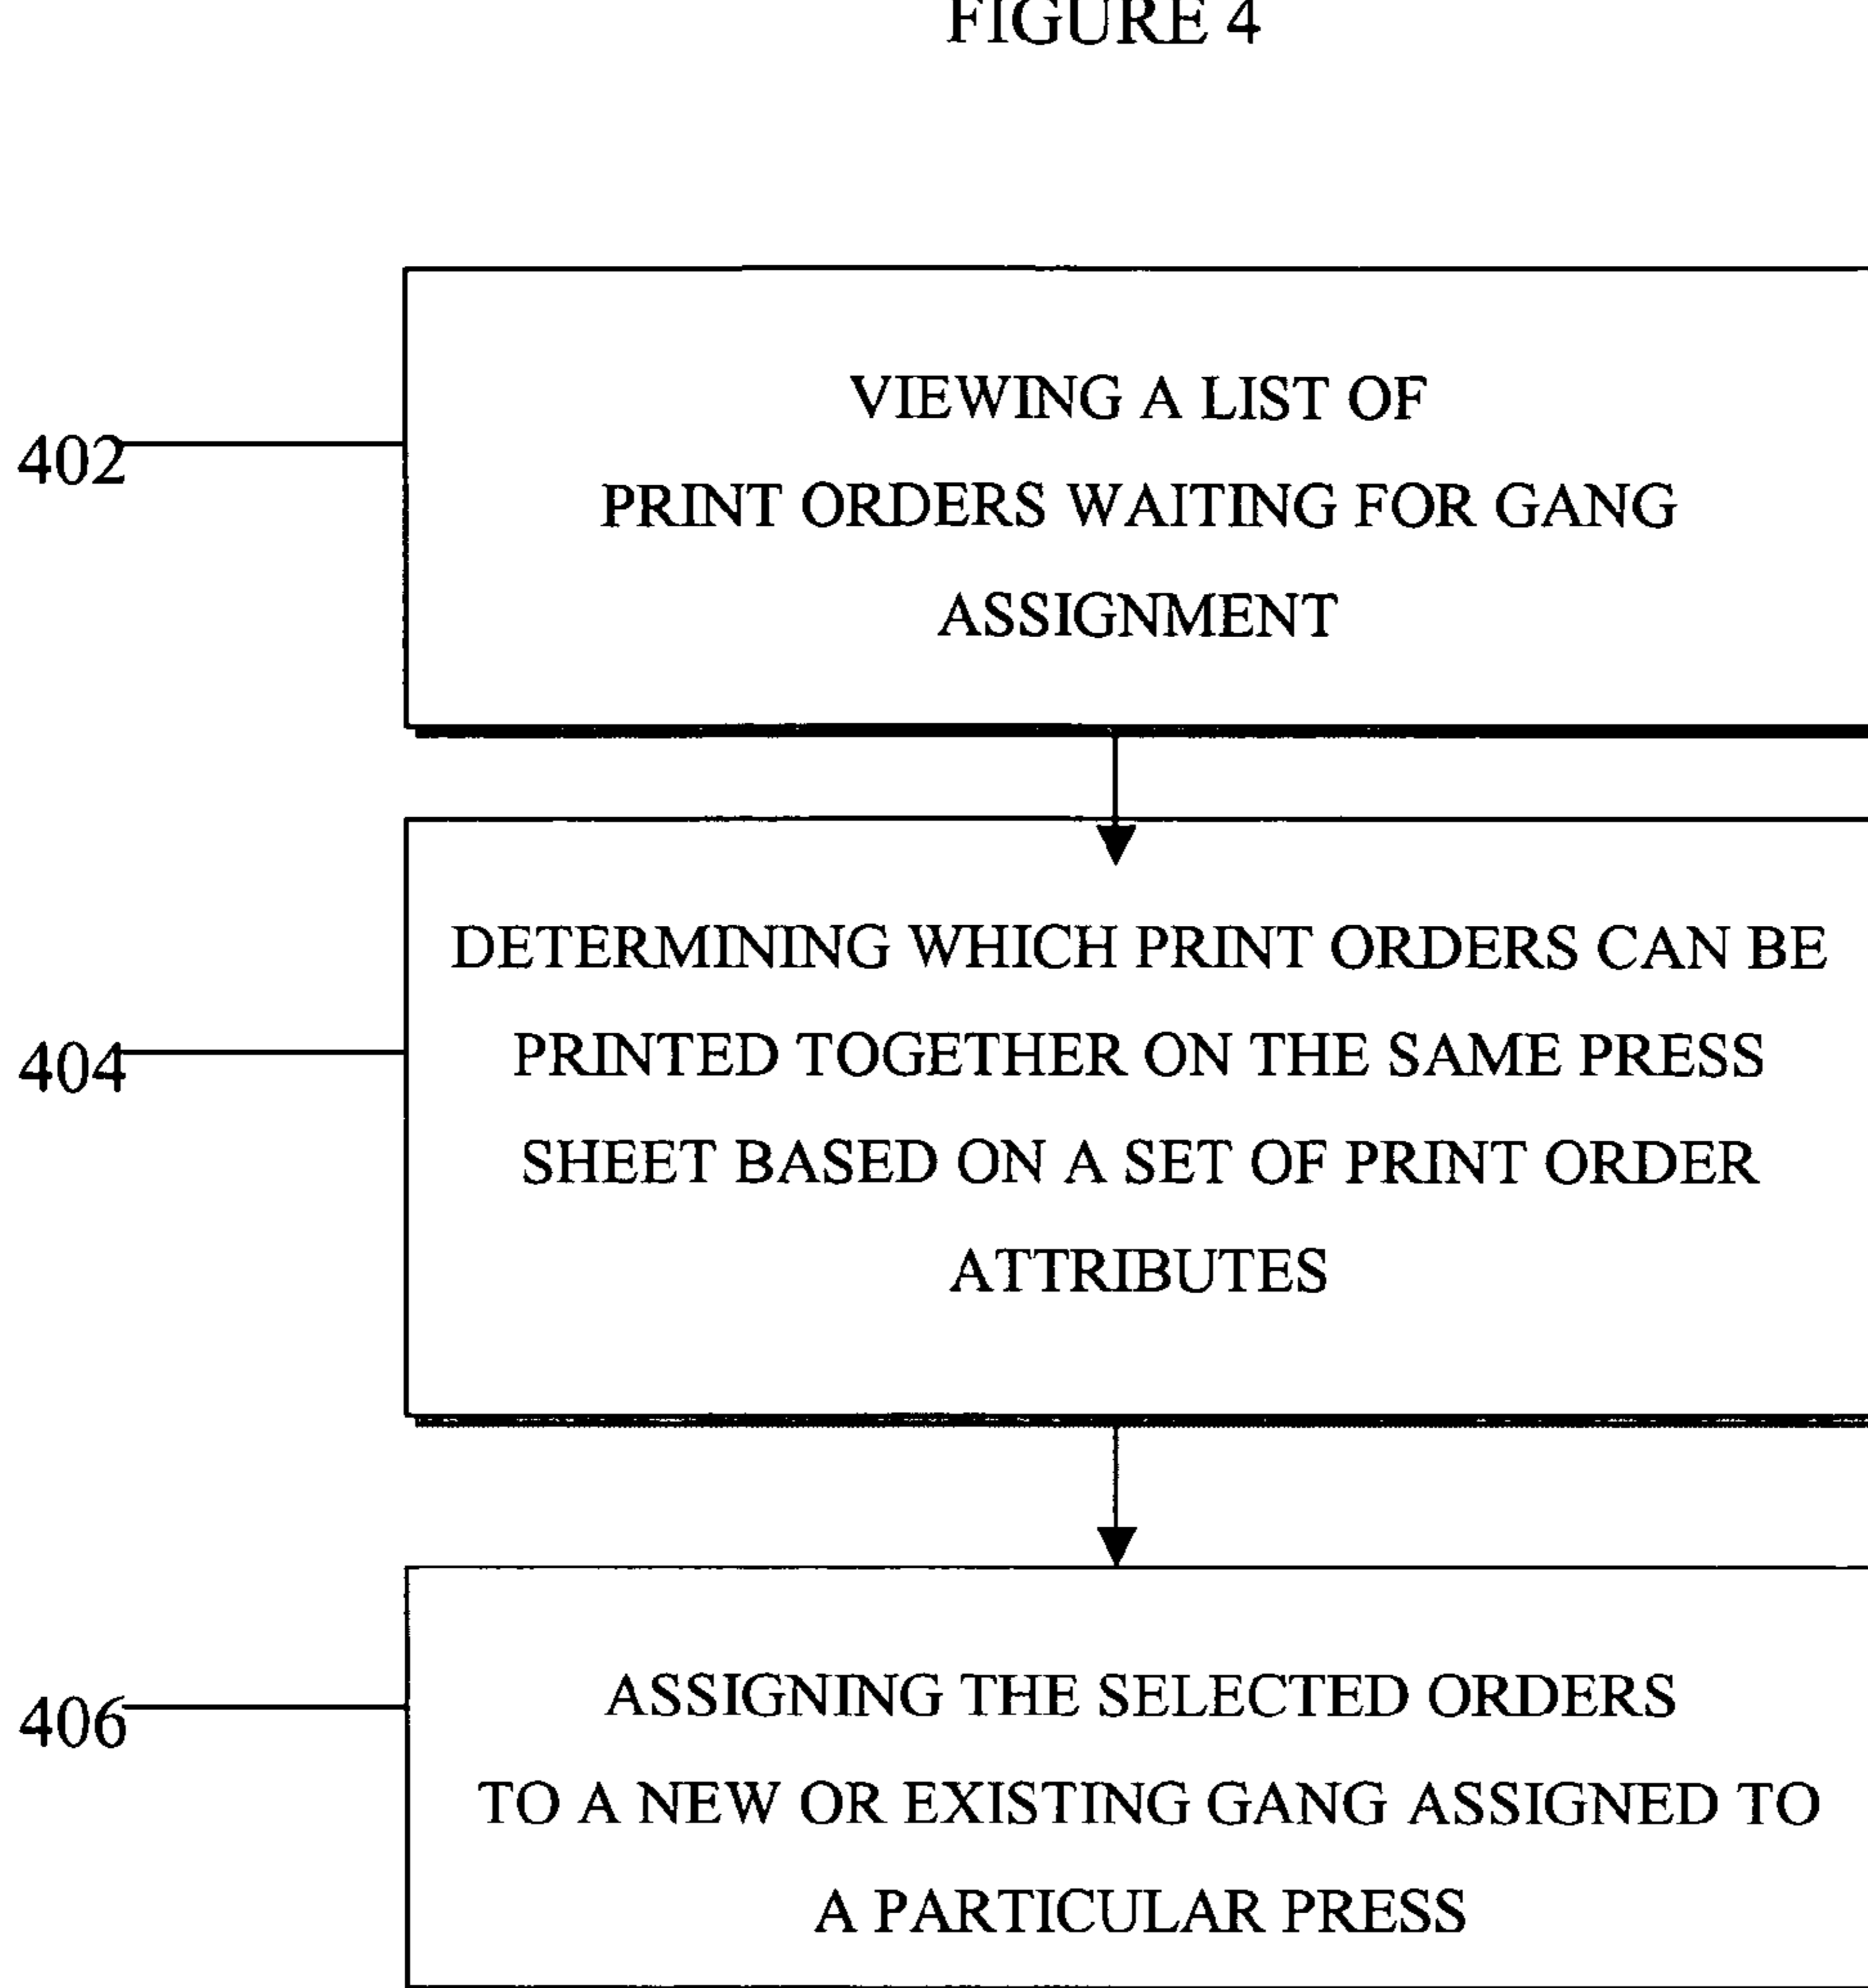 FIGURE 4
VIEWING A LIST OF
402
PRINT ORDERS WAITING FOR GANG
ASSIGNMENT
DETERMINING WHICH PRINT ORDERS CAN BE
404
PRINTED TOGETHER ON THE SAME PRESS
SHEET BASED ON A SET OF PRINT ORDER
ATTRIBUTES
ASSIGNING THE SELECTED ORDERS
406
TO A NEW OR EXISTING GANG ASSIGNED TO
A PARTICULAR PRESS